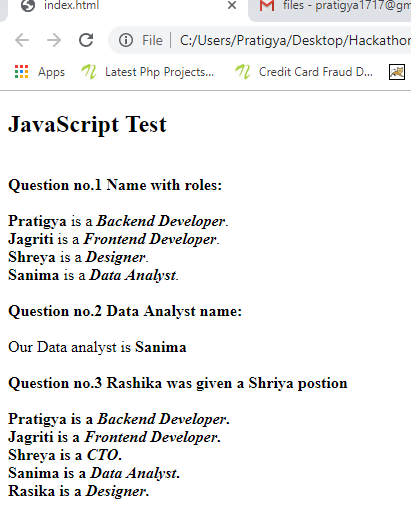 index.html
files - pratigya1717@gm
File
C:/Users/Pratigya/Desktop/Hackathon
Apps
Latest Php Projects...
Credit Card Fraud D...
JavaScript Test
Question no.1 Name with roles:
Pratigya is a Backend Developer.
Jagriti is a Frontend Developer.
Shreya is a Designer.
Sanima is a Data Analyst.
Question no.2 Data Analyst name:
Our Data analyst is Sanima
Question no.3 Rashika was given a Shriya postion
Pratigya is a Backend Developer.
Jagriti is a Frontend Developer.
Shreya is a CTO.
Sanima is a Data Analyst.
Rasika is a Designer.